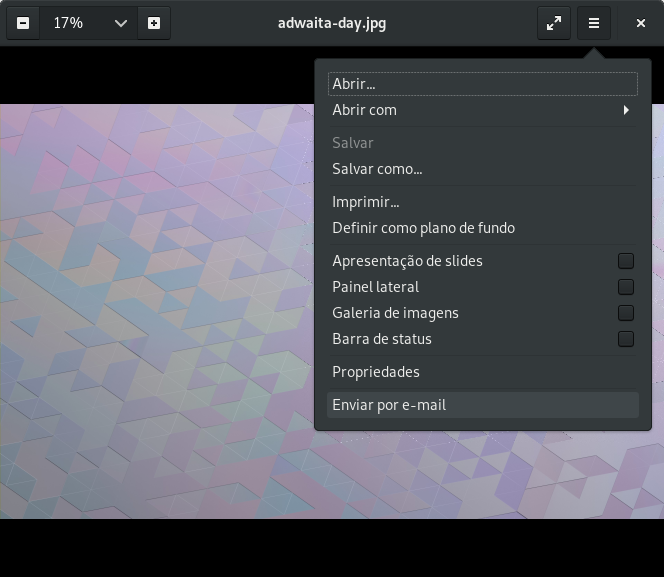 17%
adwaita-day.jpg
Abrir...
Abrir com
Salvar
Salvar como...
Imprimir...
Definir como plano de fundo
Apresentação de slides
Painel lateral
Galeria de imagens
Barra de status
Propriedades
Enviar por e-mail